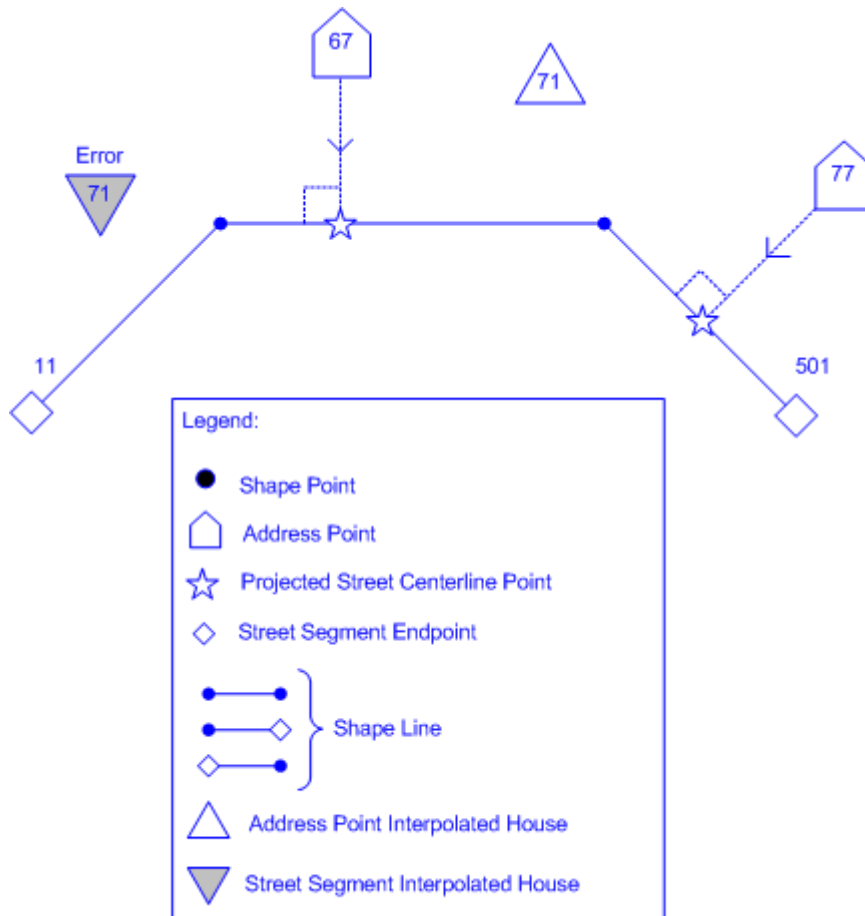 67
71
Error
71
77
11
501
Legend:
Shape Point
Address Point
Projected Street Centerline Point
Street Segment Endpoint
Shape Line
Address Point Interpolated House
Street Segment Interpolated House